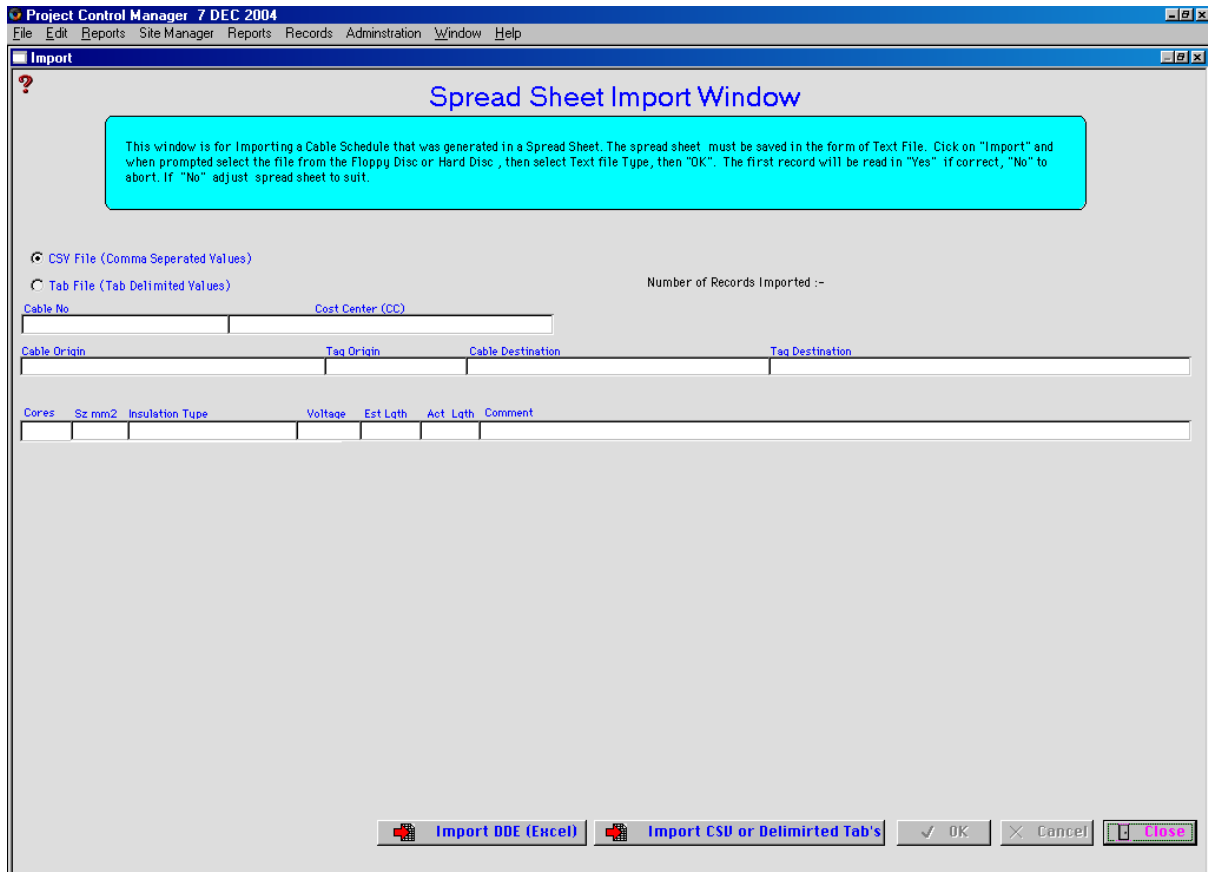 Project Control Manager 7 DEC 2004
File Edit Reports Site Manager Reports Records Adminstration Window Help
Import
?
Spread Sheet Import Window
This window is for Importing a Cable Schedule that was generated in a Spread Sheet. The spread sheet must be saved in the form of Text File. Cick on "Import" and
when prompted select the file from the Floppy Disc or Hard Disc , then select Text file Type, then "OK". The first record will be read in "Yes" if correct, "No" to
abort. If "No" adjust spread sheet to suit.
CSV File (Comma Seperated Values)
Tab File (Tab Delimited Values)
Number of Records Imported :-
Cable No Cost Center (CC)
Cable Origin Tag Origin Cable Destination Tag Destination
Cores Sz mm2 Insulation Type Voltage Est Lgth Act Lgth Comment
Import DDE (Excel) Import CSV or Delimirted Tab's OK Cancel Close